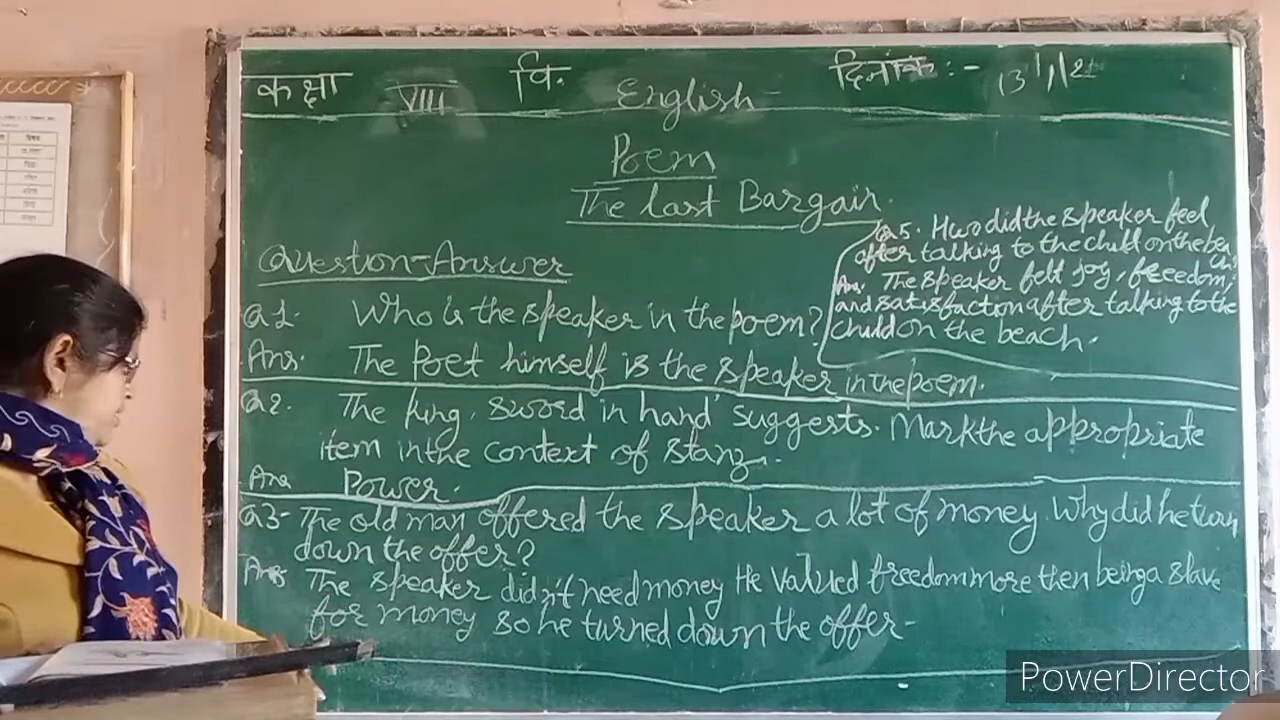 कक्षा VIII वि. English दिनांक :- 13/1/21
Poem
The Last Bargain
Question-Answer
Q1. Who is the speaker in the poem?
Ans. The Poet himself is the speaker in the poem.
Q2. The king, sword in hand' suggests. Mark the appropriate
item in the context of stanza.
Ans Power.
Q3- The old man offered the speaker a lot of money. Why did he turn
down the offer?
Ans The speaker didn't need money He valued freedom more then being a slave
for money so he turned down the offer-
Q5. Hwo did the speaker feel
after talking to the child on the bea
ch?
Ans. The speaker felt joy, freedom,
and satisfaction after talking to the
child on the beach.
PowerDirector